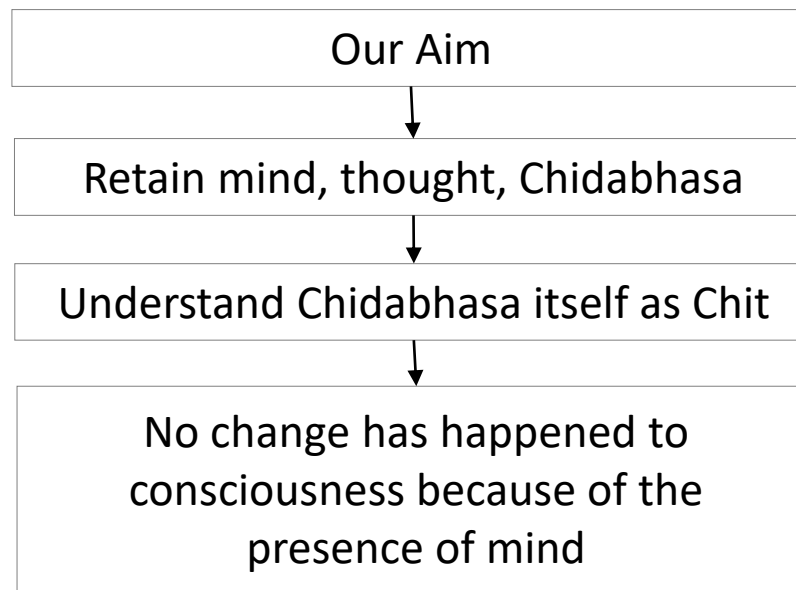 Our Aim
Retain mind, thought, Chidabhasa
Understand Chidabhasa itself as Chit
No change has happened to
consciousness because of the
presence of mind